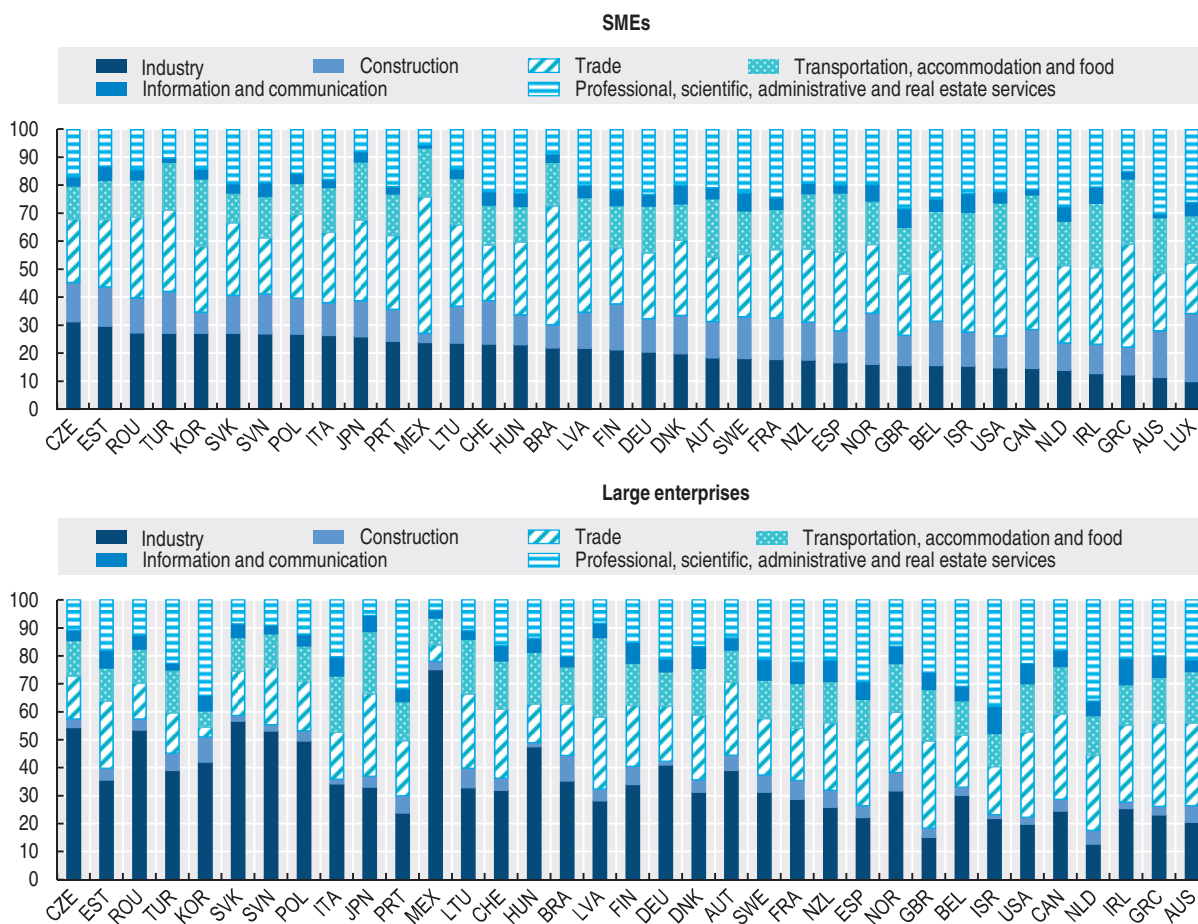 SMEs
Industry Construction Trade Transportation, accommodation and food
Information and communication Professional, scientific, administrative and real estate services
100
90
80
70
60
50
40
30
20
10
0
CZE EST ROU TUR KOR SVK SVN POL ITA JPN PRT MEX LTU CHE HUN BRA LVA FIN DEU DNK AUT SWE FRA NZL ESP NOR GBR BEL ISR USA CAN NLD IRL GRC AUS LUX
Large enterprises
Industry Construction Trade Transportation, accommodation and food
Information and communication Professional, scientific, administrative and real estate services
100
90
80
70
60
50
40
30
20
10
0
CZE EST ROU TUR KOR SVK SVN POL ITA JPN PRT MEX LTU CHE HUN BRA LVA FIN DEU DNK AUT SWE FRA NZL ESP NOR GBR BEL ISR USA CAN NLD IRL GRC AUS